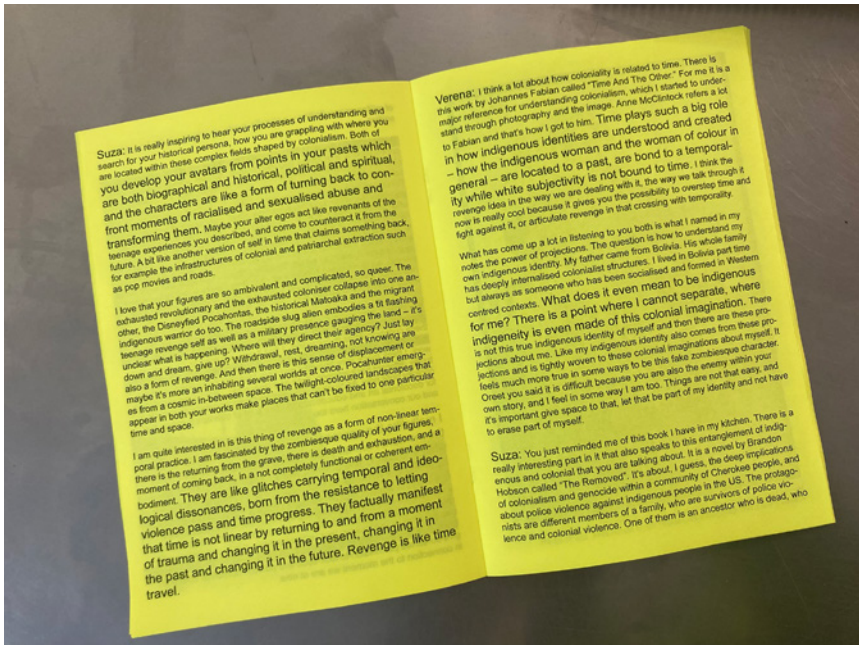 Suza: It is really inspiring to hear your processes of understanding and
search for your historical persona, how you are grappling with where you
are located within these complex fields shaped by colonialism. Both of
you develop your avatars from points in your pasts which
are both biographical and historical, political and spiritual,
and the characters are like a form of turning back to con-
front moments of racialised and sexualised abuse and
transforming them. Maybe your alter egos act like revenants of the
teenage experiences you described, and come to counteract it from the
future. A bit like another version of self in time that claims something back,
for example the infrastructures of colonial and patriarchal extraction such
as pop movies and roads.
I love that your figures are so ambivalent and complicated, so queer. The
exhausted revolutionary and the exhausted coloniser collapse into one an-
other, the Disneyfied Pocahontas, the historical Matoaka and the migrant
indigenous warrior do too. The roadside slug alien embodies a tit flashing
teenage revenge self as well as a military presence gauging the land – it's
unclear what is happening. Where will they direct their agency? Just lay
down and dream, give up? Withdrawal, rest, dreaming, not knowing are
also a form of revenge. And then there is this sense of displacement or
maybe it's more an inhabiting several worlds at once. Pocahunter emerg-
es from a cosmic in-between space. The twilight-coloured landscapes that
appear in both your works make places that can't be fixed to one particular
time and space.
I am quite interested in is this thing of revenge as a form of non-linear tem-
poral practice. I am fascinated by the zombiesque quality of your figures,
there is the returning from the grave, there is death and exhaustion, and a
moment of coming back, in a not completely functional or coherent em-
bodiment. They are like glitches carrying temporal and ideo-
logical dissonances, born from the resistance to letting
violence pass and time progress. They factually manifest
that time is not linear by returning to and from a moment
of trauma and changing it in the present, changing it in
the past and changing it in the future. Revenge is like time
travel.
Verena: I think a lot about how coloniality is related to time. There is
this work by Johannes Fabian called "Time And The Other." For me it is a
major reference for understanding colonialism, which I started to under-
stand through photography and the image. Anne McClintock refers a lot
to Fabian and that's how I got to him. Time plays such a big role
in how indigenous identities are understood and created
– how the indigenous woman and the woman of colour in
general – are located to a past, are bond to a temporal-
ity while white subjectivity is not bound to time. I think the
revenge idea in the way we are dealing with it, the way we talk through it
now is really cool because it gives you the possibility to overstep time and
fight against it, or articulate revenge in that crossing with temporality.
What has come up a lot in listening to you both is what I named in my
notes the power of projections. The question is how to understand my
own indigenous identity. My father came from Bolivia. His whole family
has deeply internalised colonialist structures. I lived in Bolivia part time
but always as someone who has been socialised and formed in Western
centred contexts. What does it even mean to be indigenous
for me? There is a point where I cannot separate, where
indigeneity is even made of this colonial imagination. There
is not this true indigenous identity of myself and then there are these pro-
jections about me. Like my indigenous identity also comes from these pro-
jections and is tightly woven to these colonial imaginations about myself. It
feels much more true in some ways to be this fake zombiesque character.
Oreet you said it is difficult because you are also the enemy within your
own story, and I feel in some way I am too. Things are not that easy, and
it's important give space to that, let that be part of my identity and not have
to erase part of myself.
Suza: You just reminded me of this book I have in my kitchen. There is a
really interesting part in it that also speaks to this entanglement of indig-
enous and colonial that you are talking about. It is a novel by Brandon
Hobson called "The Removed". It's about, I guess, the deep implications
of colonialism and genocide within a community of Cherokee people, and
about police violence against indigenous people in the US. The protago-
nists are different members of a family, who are survivors of police vio-
lence and colonial violence. One of them is an ancestor who is dead, who